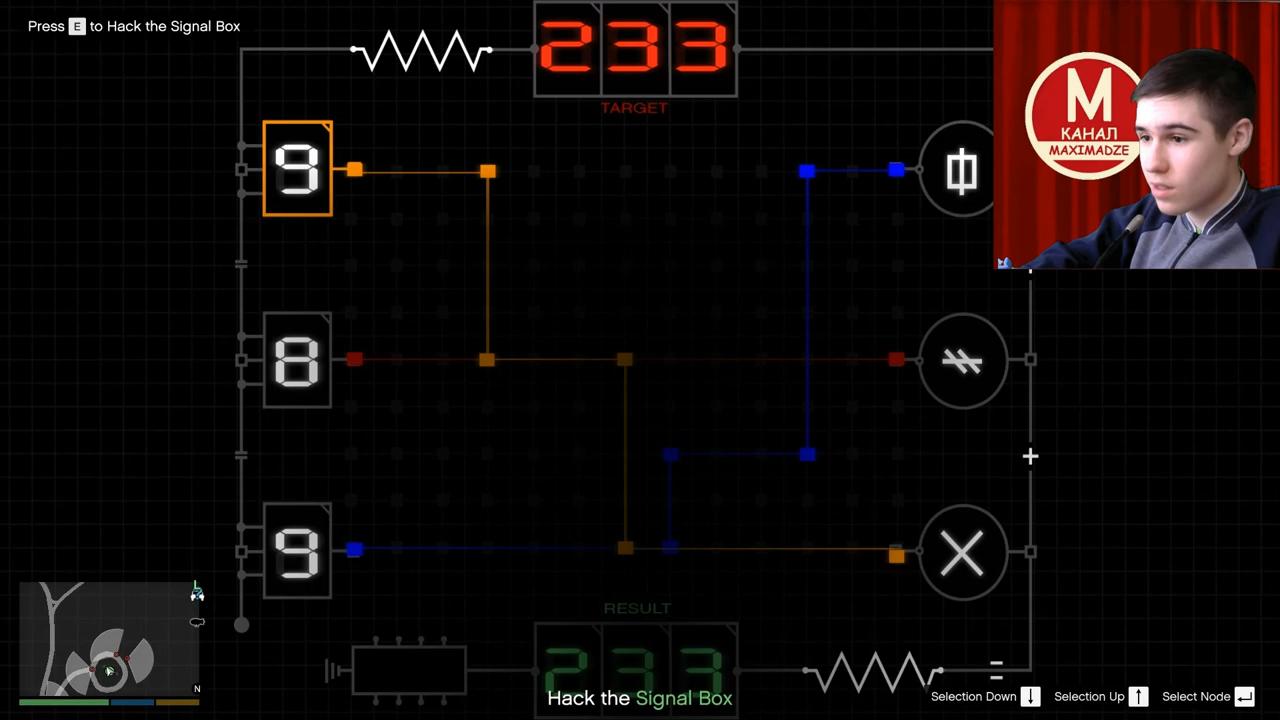 Press E to Hack the Signal Box
233
TARGET
M
КАНАЛ
MAXIMADZE
9
8
9
+
RESULT
233
=
Hack the Signal Box
N
Selection Down ↓ Selection Up ↑ Select Node ↵